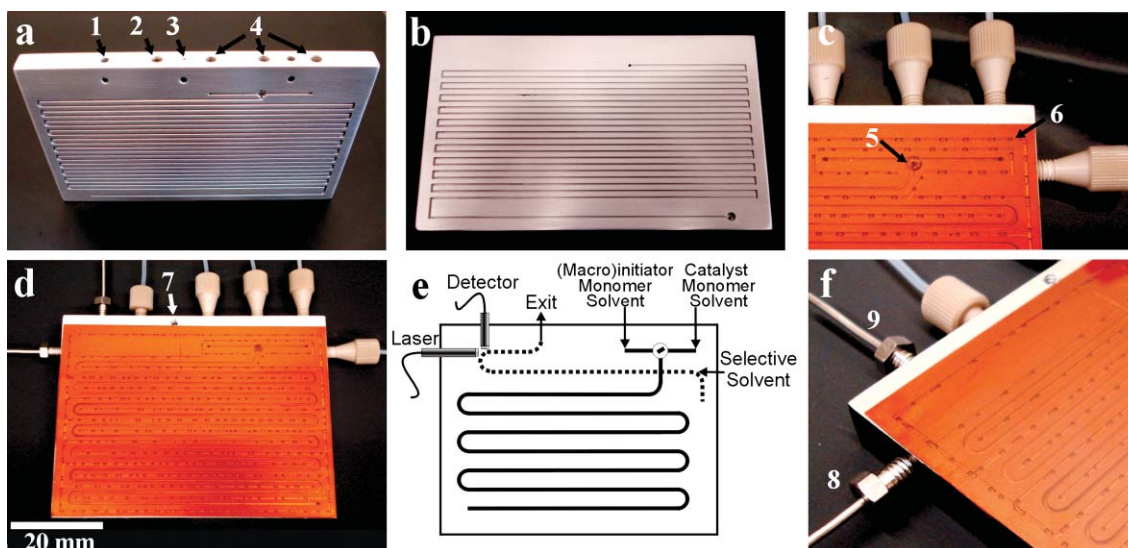 a
1
2
3
4
b
c
5
6
d
7
20 mm
e
Detector
Laser
Exit
(Macro)initiator
Monomer
Solvent
Catalyst
Monomer
Solvent
Selective
Solvent
f
9
8